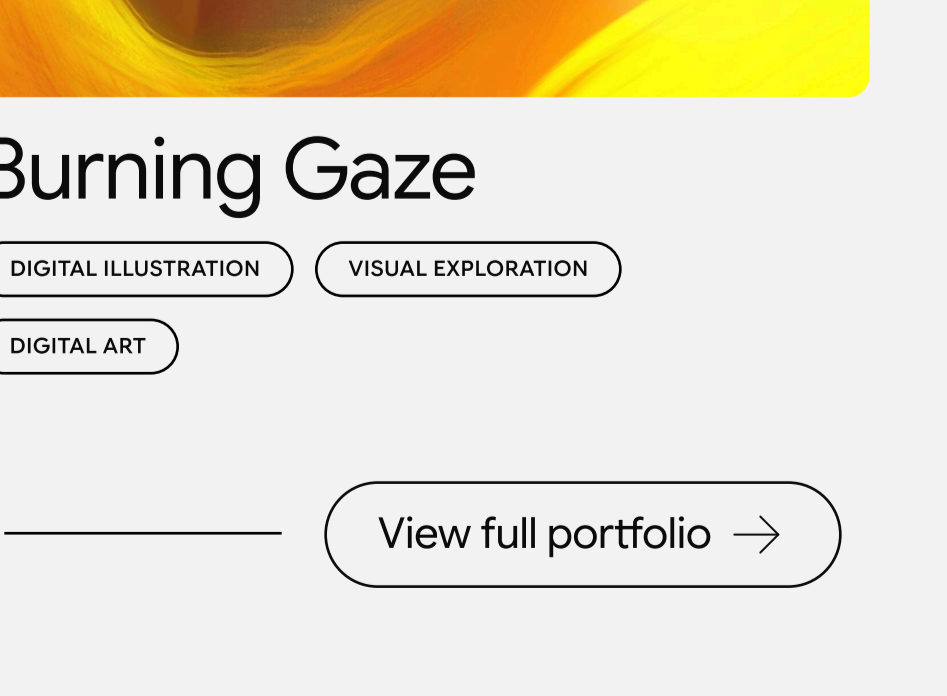 Burning Gaze
DIGITAL ILLUSTRATION
VISUAL EXPLORATION
DIGITAL ART
View full portfolio